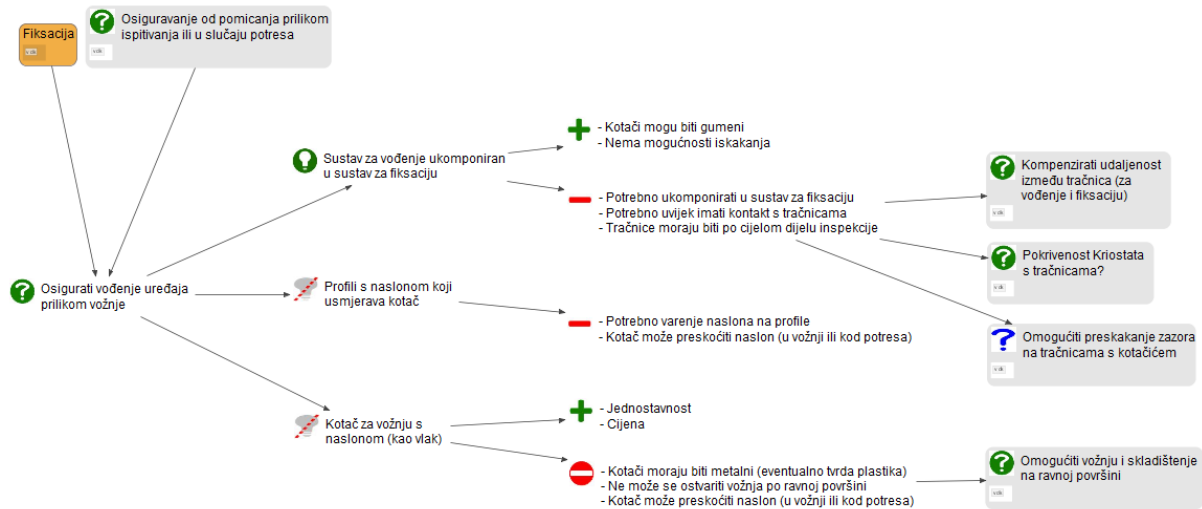 Fiksacija
Osiguravanje od pomicanja prilikom
ispitivanja ili u slučaju potresa
Osigurati vođenje uređaja
prilikom vožnje
Sustav za vođenje ukomponiran
u sustav za fiksaciju
- Kotači mogu biti gumeni
- Nema mogućnosti iskakanja
- Potrebno ukomponirati u sustav za fiksaciju
- Potrebno uvijek imati kontakt s tračnicama
- Tračnice moraju biti po cijelom dijelu inspekcije
Kompenzirati udaljenost
između tračnica (za
vođenje i fiksaciju)
Pokrivenost Kriostata
s tračnicama?
Omogućiti preskakanje zazora
na tračnicama s kotačićem
Profili s naslonom koji
usmjerava kotač
- Potrebno varenje naslona na profile
- Kotač može preskočiti naslon (u vožnji ili kod potresa)
Kotač za vožnju s
naslonom (kao vlak)
- Jednostavnost
- Cijena
- Kotači moraju biti metalni (eventualno tvrda plastika)
- Ne može se ostvariti vožnja po ravnoj površini
- Kotač može preskočiti naslon (u vožnji ili kod potresa)
Omogućiti vožnju i skladištenje
na ravnoj površini